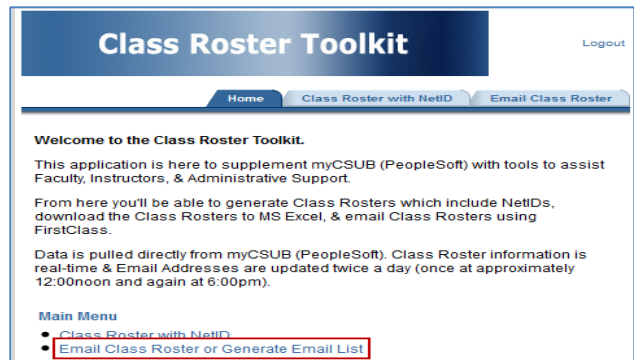 Class Roster Toolkit
Logout
Home Class Roster with NetID Email Class Roster
Welcome to the Class Roster Toolkit.
This application is here to supplement myCSUB (PeopleSoft) with tools to assist
Faculty, Instructors, & Administrative Support.
From here you'll be able to generate Class Rosters which include NetIDs,
download the Class Rosters to MS Excel, & email Class Rosters using
FirstClass.
Data is pulled directly from myCSUB (PeopleSoft). Class Roster information is
real-time & Email Addresses are updated twice a day (once at approximately
12:00noon and again at 6:00pm).
Main Menu
• Class Roster with NetID
• Email Class Roster or Generate Email List